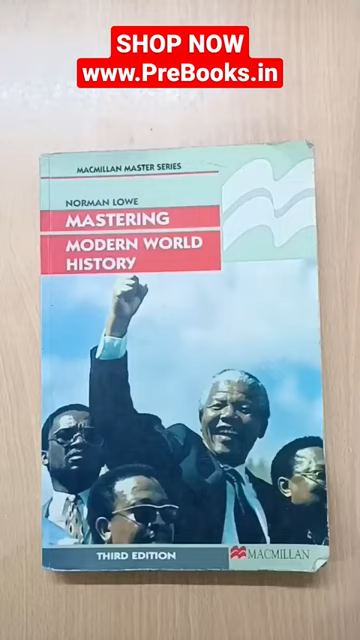 SHOP NOW
www.PreBooks.in
MACMILLAN MASTER SERIES
NORMAN LOWE
MASTERING
MODERN WORLD
HISTORY
THIRD EDITION
MACMILLAN